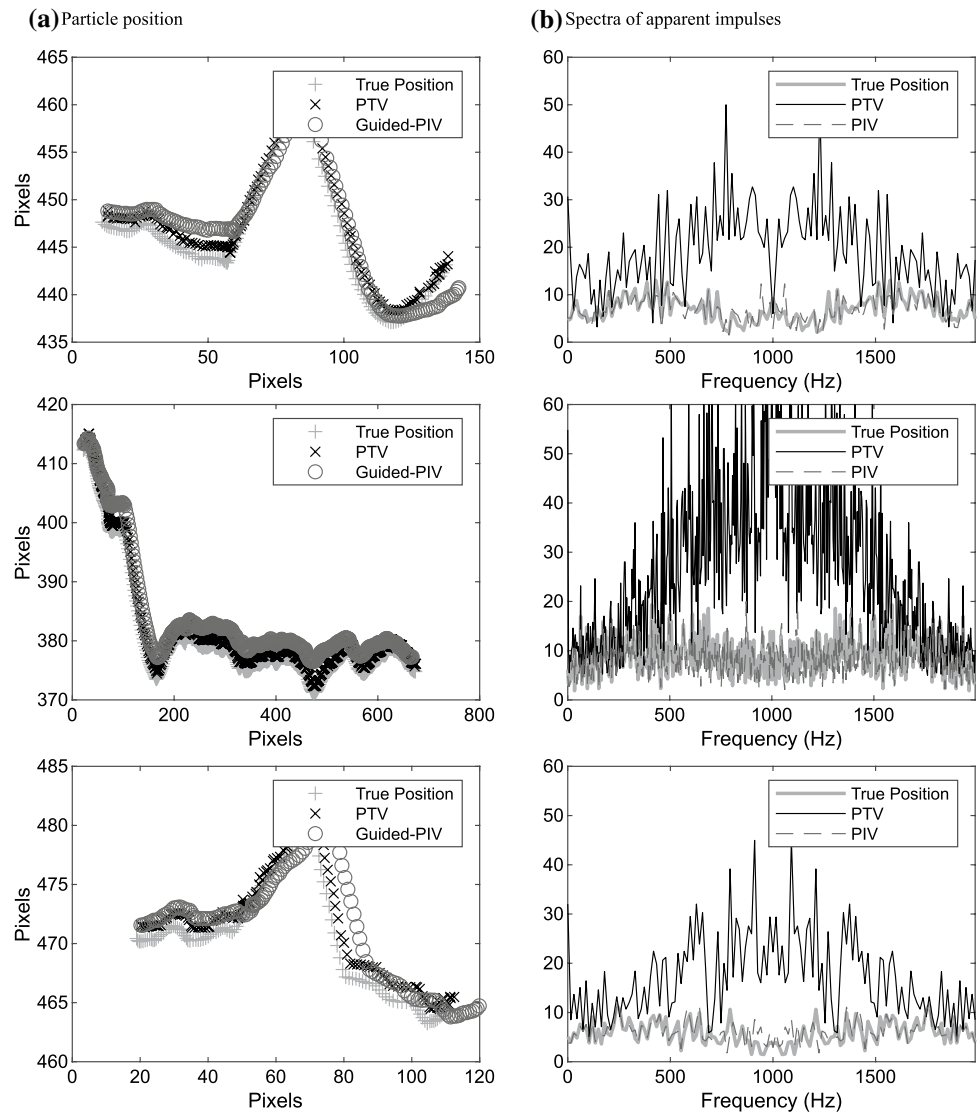 (a) Particle position
(b) Spectra of apparent impulses
465
460
455
450
445
440
435
Pixels
True Position
PTV
Guided-PIV
0 50 100 150
Pixels
60
50
40
30
20
10
0
True Position
PTV
PIV
0 500 1000 1500
Frequency (Hz)
420
410
400
390
380
370
Pixels
True Position
PTV
Guided-PIV
0 200 400 600 800
Pixels
60
50
40
30
20
10
0
True Position
PTV
PIV
0 500 1000 1500
Frequency (Hz)
485
480
475
470
465
460
Pixels
True Position
PTV
Guided-PIV
0 20 40 60 80 100 120
Pixels
60
50
40
30
20
10
0
True Position
PTV
PIV
0 500 1000 1500
Frequency (Hz)